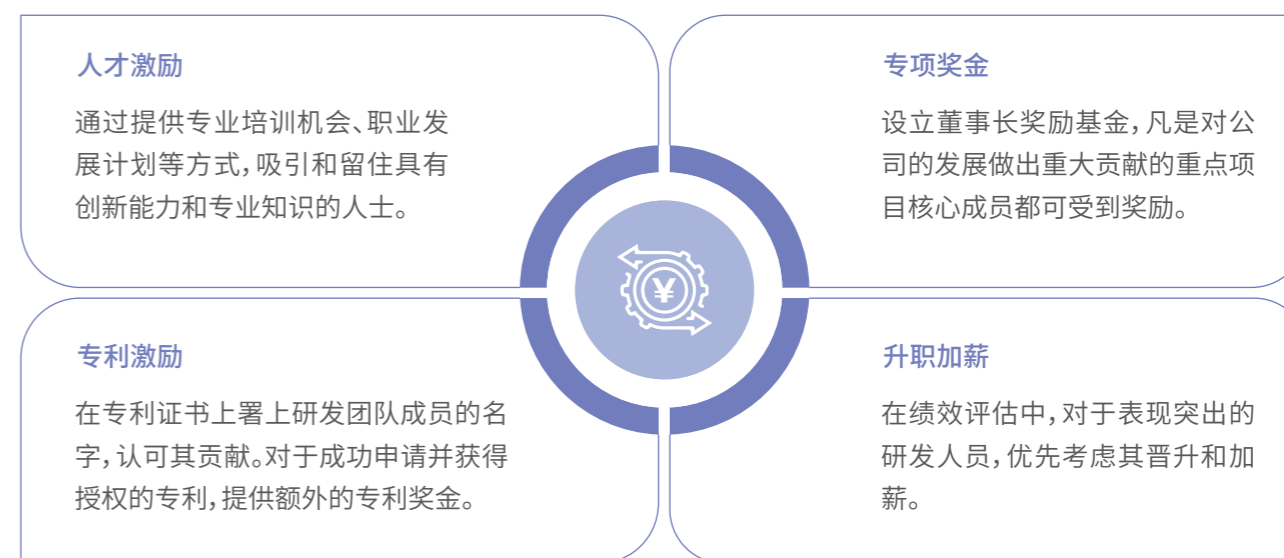 人才激励
通过提供专业培训机会、职业发
展计划等方式，吸引和留住具有
创新能力和专业知识的人士。
专项奖金
设立董事长奖励基金，凡是对公
司的发展做出重大贡献的重点项
目核心成员都可受到奖励。
¥
专利激励
在专利证书上署上研发团队成员的名
字，认可其贡献。对于成功申请并获得
授权的专利，提供额外的专利奖金。
升职加薪
在绩效评估中，对于表现突出的
研发人员，优先考虑其晋升和加
薪。